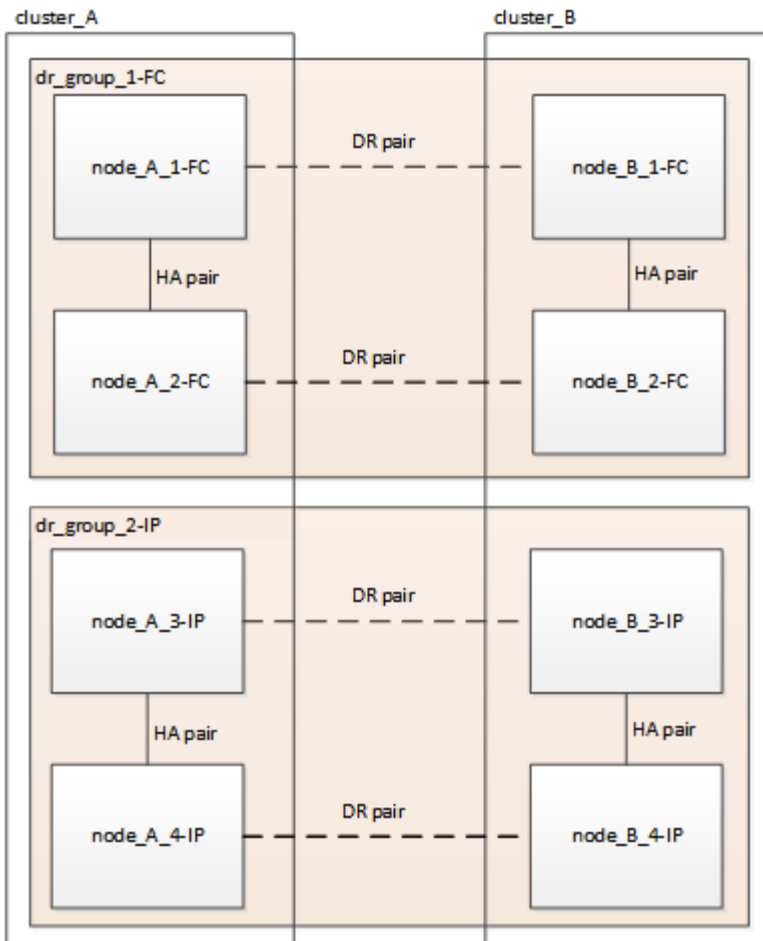 cluster_A
cluster_B
dr_group_1-FC
node_A_1-FC
DR pair
node_B_1-FC
HA pair
HA pair
node_A_2-FC
DR pair
node_B_2-FC
dr_group_2-IP
node_A_3-IP
DR pair
node_B_3-IP
HA pair
HA pair
node_A_4-IP
DR pair
node_B_4-IP